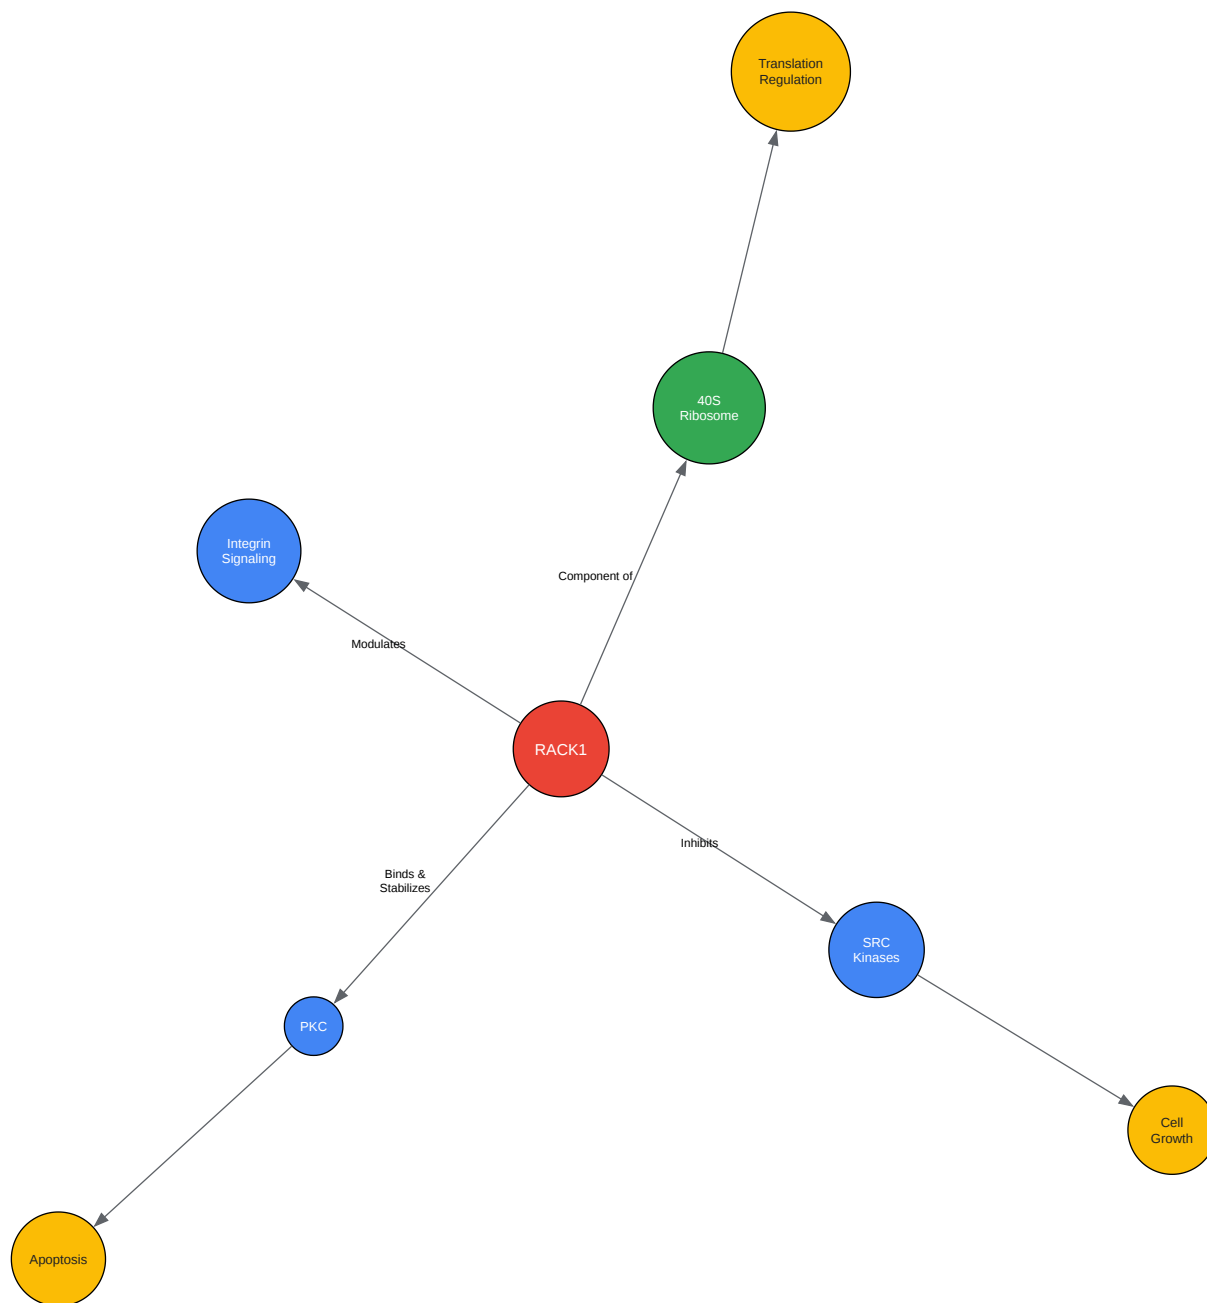 Translation
Regulation
40S
Ribosome
Integrin
Signaling
Component of
Modulates
RACK1
Inhibits
Binds &
Stabilizes
SRC
Kinases
PKC
Cell
Growth
Apoptosis